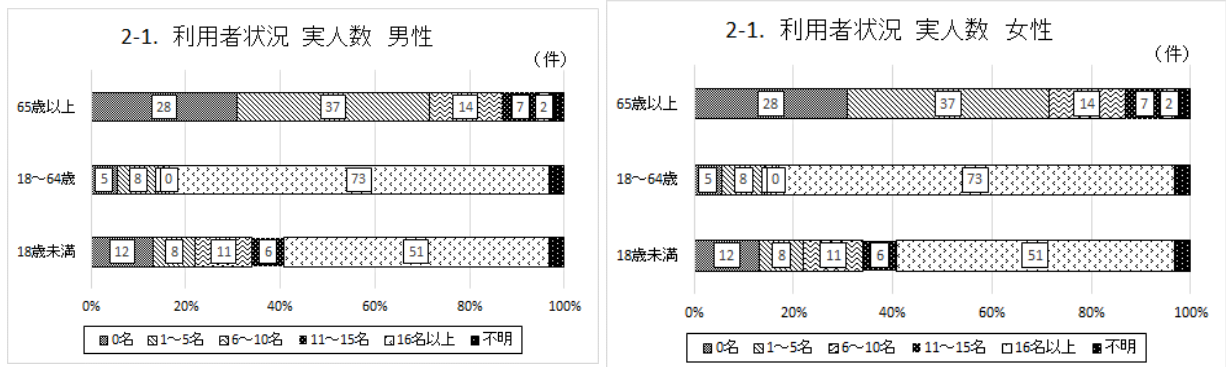 2-1. 利用者状況 実人数 男性
（件）
65歳以上
28 37 14 7 2
18～64歳
5 8 0 73
18歳未満
12 8 11 6 51
0% 20% 40% 60% 80% 100%
0名 1～5名 6～10名 11～15名 16名以上 不明
2-1. 利用者状況 実人数 女性
（件）
65歳以上
28 37 14 7 2
18～64歳
5 8 0 73
18歳未満
12 8 11 6 51
0% 20% 40% 60% 80% 100%
0名 1～5名 6～10名 11～15名 16名以上 不明